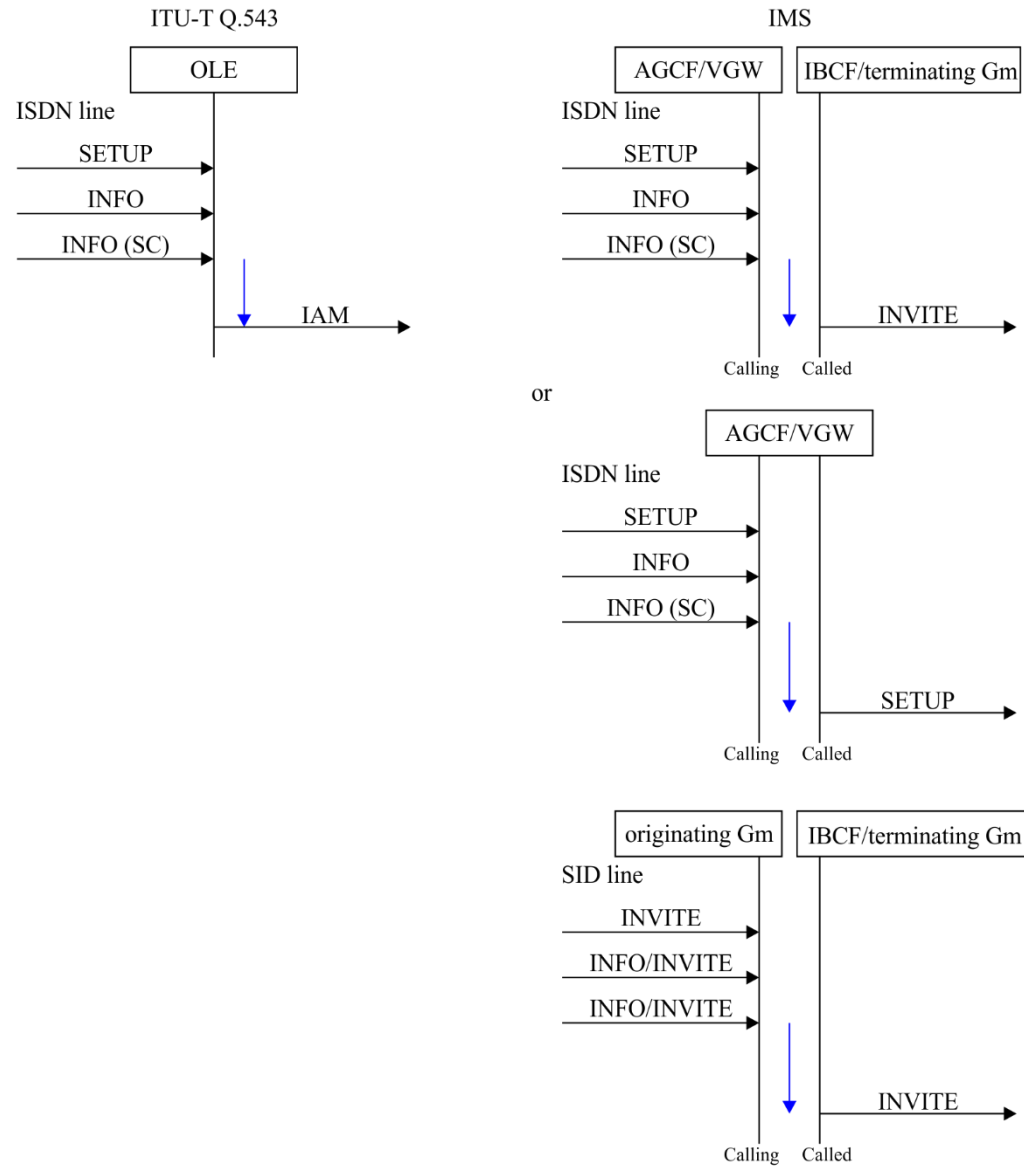 ITU-T Q.543
IMS
OLE
AGCF/VGW
IBCF/terminating Gm
ISDN line
ISDN line
SETUP
SETUP
INFO
INFO
INFO (SC)
INFO (SC)
IAM
INVITE
Calling
Called
or
AGCF/VGW
ISDN line
SETUP
INFO
INFO (SC)
SETUP
Calling
Called
originating Gm
IBCF/terminating Gm
SID line
INVITE
INFO/INVITE
INFO/INVITE
INVITE
Calling
Called